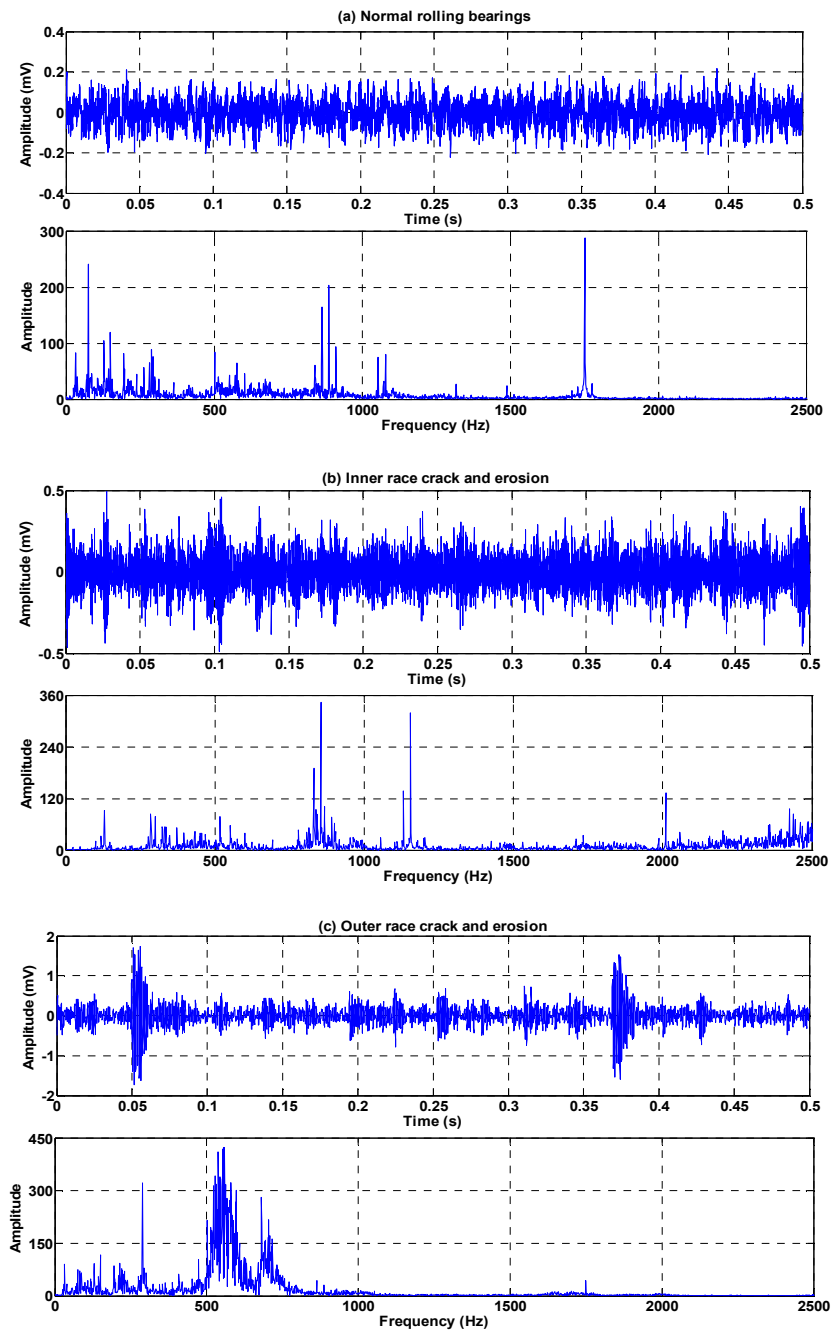 (a) Normal rolling bearings
Amplitude (mV)
0.4
0.2
0
-0.2
-0.4
0 0.05 0.1 0.15 0.2 0.25 0.3 0.35 0.4 0.45 0.5
Time (s)
Amplitude
300
200
100
0
0 500 1000 1500 2000 2500
Frequency (Hz)
(b) Inner race crack and erosion
Amplitude (mV)
0.5
0
-0.5
0 0.05 0.1 0.15 0.2 0.25 0.3 0.35 0.4 0.45 0.5
Time (s)
Amplitude
360
240
120
0
0 500 1000 1500 2000 2500
Frequency (Hz)
(c) Outer race crack and erosion
Amplitude (mV)
2
1
0
-1
-2
0 0.05 0.1 0.15 0.2 0.25 0.3 0.35 0.4 0.45 0.5
Time (s)
Amplitude
450
300
150
0
0 500 1000 1500 2000 2500
Frequency (Hz)